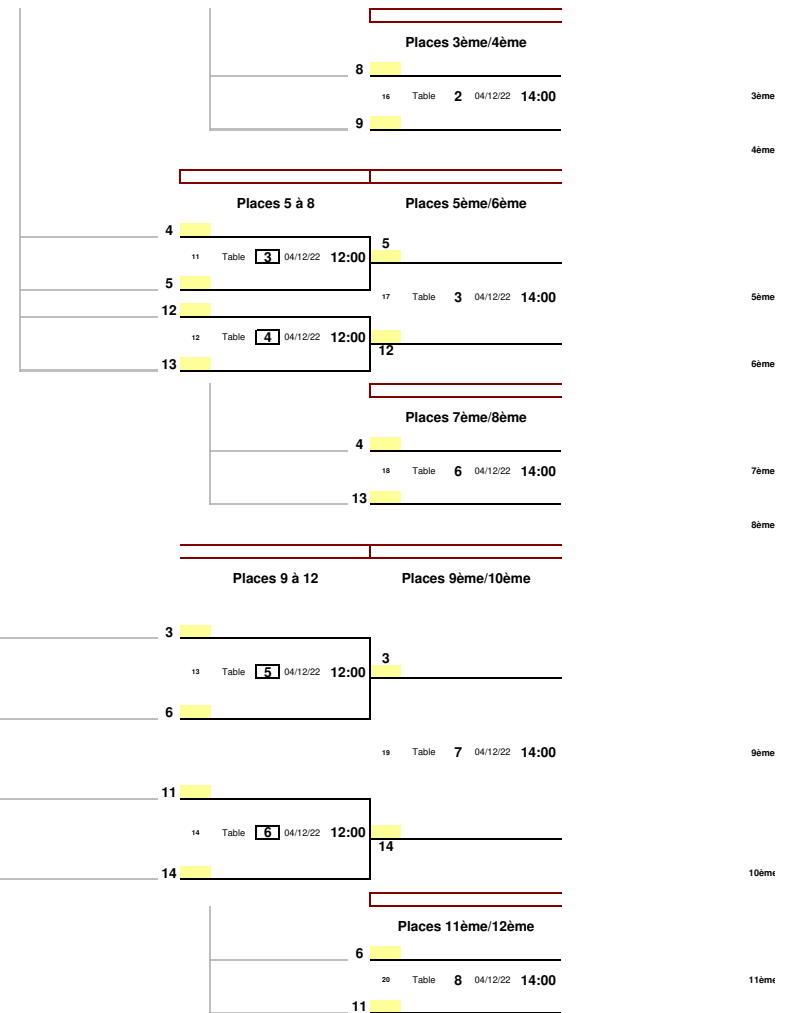 Places 3ème/4ème
8
16 Table 2 04/12/22 14:00 3ème
9
4ème
Places 5 à 8 Places 5ème/6ème
4
5
11 Table 3 04/12/22 12:00
5
17 Table 3 04/12/22 14:00 5ème
12
12 Table 4 04/12/22 12:00
12
13
6ème
Places 7ème/8ème
4
18 Table 6 04/12/22 14:00 7ème
13
8ème
Places 9 à 12 Places 9ème/10ème
3
3
13 Table 5 04/12/22 12:00
6
19 Table 7 04/12/22 14:00 9ème
11
14 Table 6 04/12/22 12:00
14
14
10ème
Places 11ème/12ème
6
20 Table 8 04/12/22 14:00 11ème
11